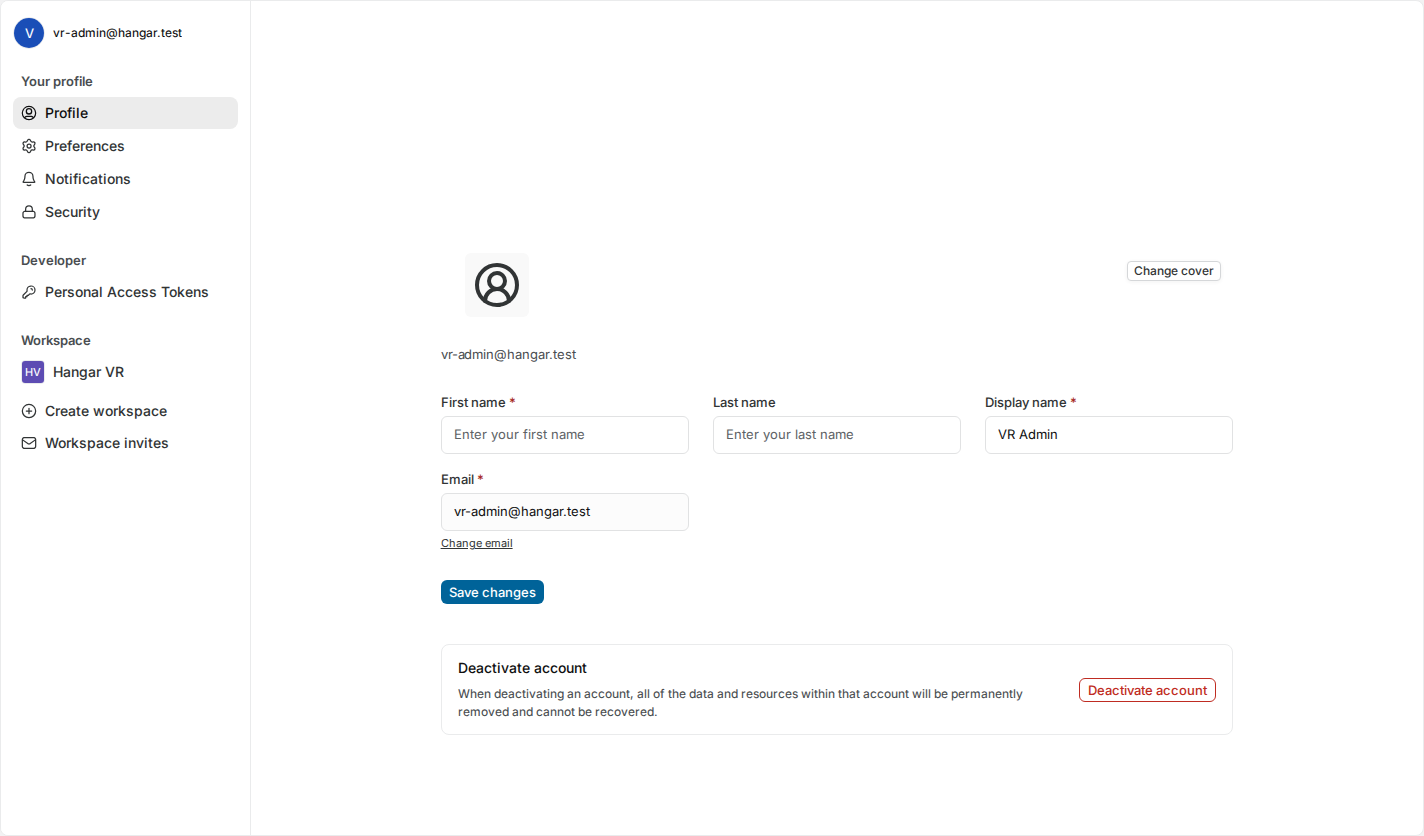 V
vr-admin@hangar.test
Your profile
Profile
Preferences
Notifications
Security
Developer
Personal Access Tokens
Workspace
HV Hangar VR
Create workspace
Workspace invites
Change cover
vr-admin@hangar.test
First name *
Last name
Display name *
Enter your first name
Enter your last name
VR Admin
Email *
vr-admin@hangar.test
Change email
Save changes
Deactivate account
When deactivating an account, all of the data and resources within that account will be permanently
removed and cannot be recovered.
Deactivate account